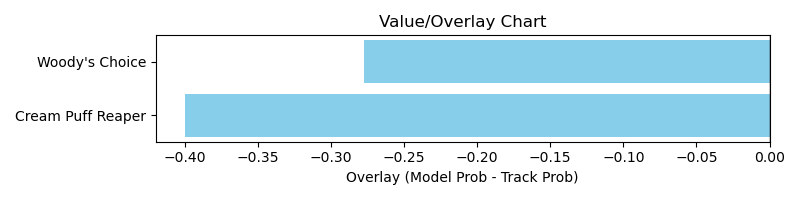 Value/Overlay Chart
Woody's Choice
Cream Puff Reaper
−0.40 −0.35 −0.30 −0.25 −0.20 −0.15 −0.10 −0.05 0.00
Overlay (Model Prob - Track Prob)